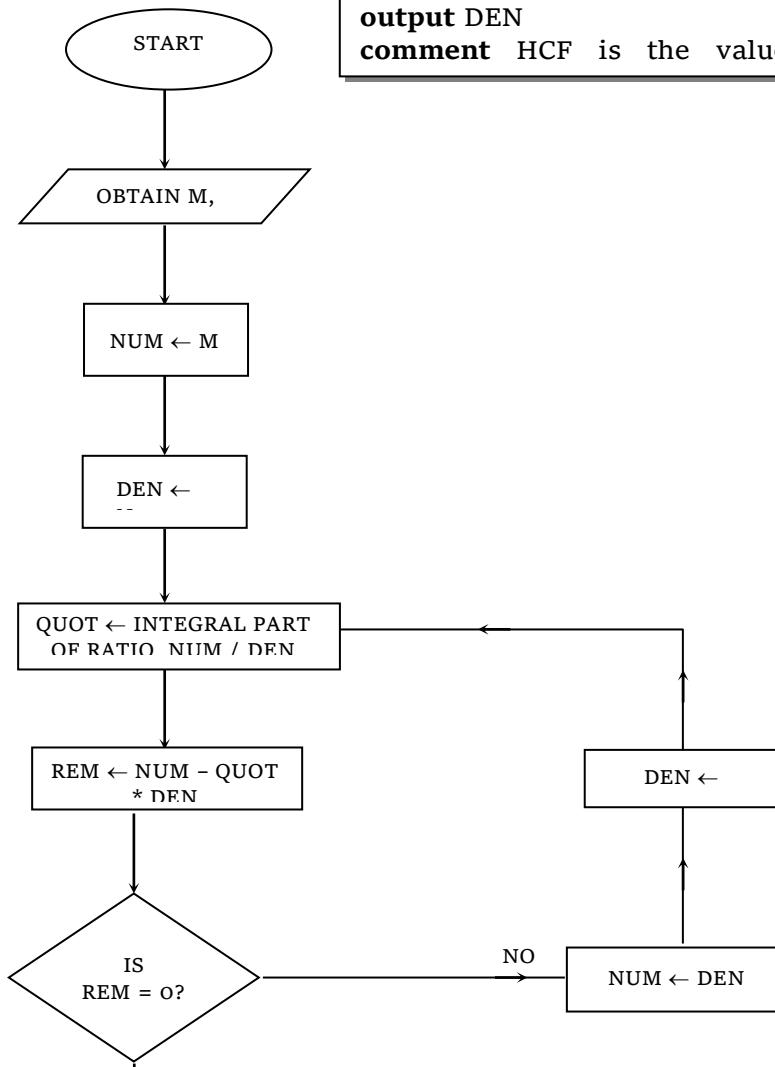 output DEN
comment HCF is the value
START
OBTAIN M,
NUM ← M
DEN ←
QUOT ← INTEGRAL PART
OF RATIO NUM / DEN
REM ← NUM – QUOT
* DEN
DEN ←
IS
REM = 0?
NO
NUM ← DEN